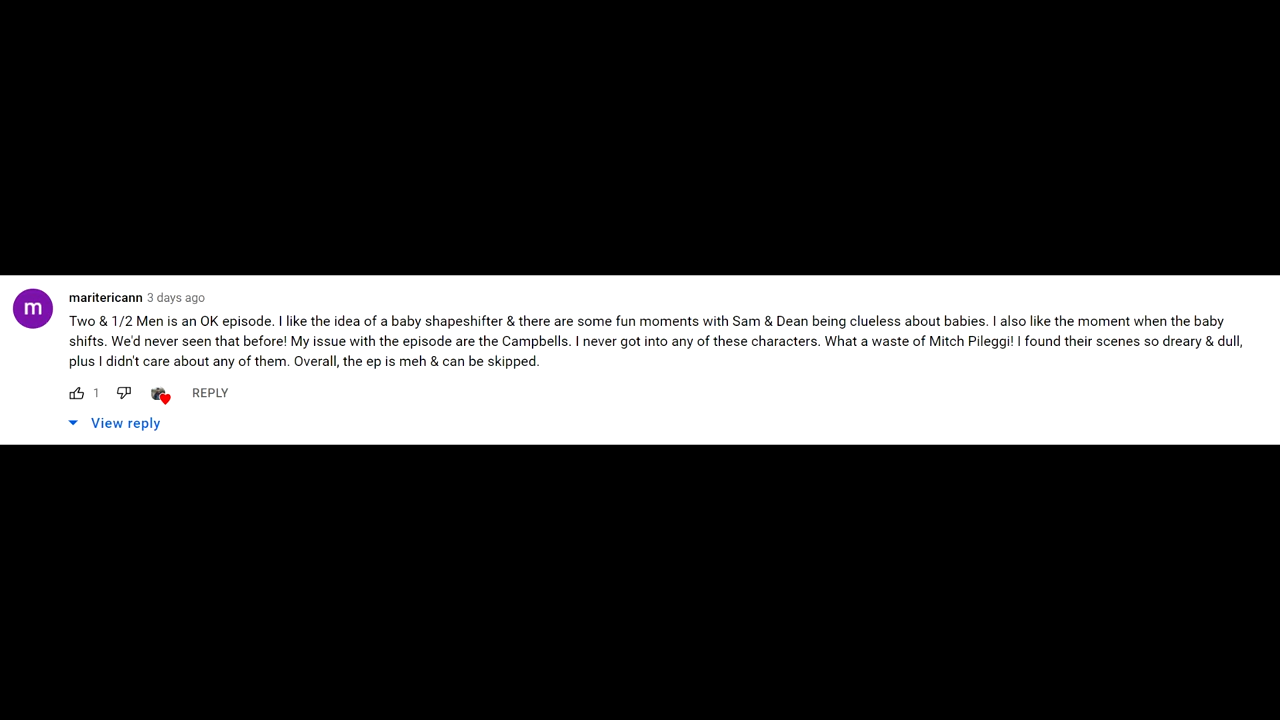 m
maritericann 3 days ago
Two & 1/2 Men is an OK episode. I like the idea of a baby shapeshifter & there are some fun moments with Sam & Dean being clueless about babies. I also like the moment when the baby
shifts. We'd never seen that before! My issue with the episode are the Campbells. I never got into any of these characters. What a waste of Mitch Pileggi! I found their scenes so dreary & dull,
plus I didn't care about any of them. Overall, the ep is meh & can be skipped.
1 REPLY
View reply